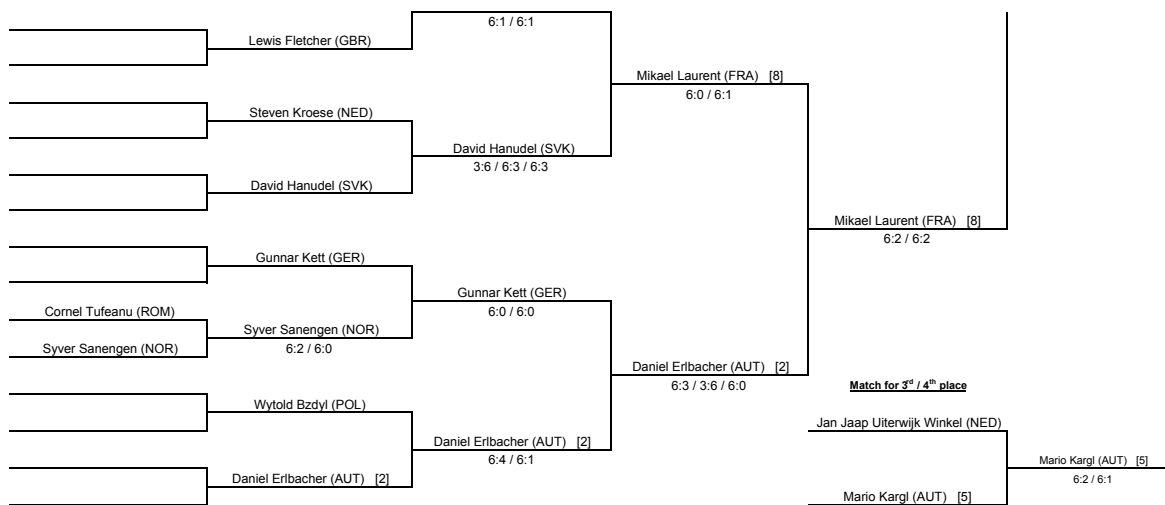 6:1 / 6:1
Lewis Fletcher (GBR)
Mikael Laurent (FRA) [8]
6:0 / 6:1
Steven Kroese (NED)
David Hanudel (SVK)
3:6 / 6:3 / 6:3
David Hanudel (SVK)
Mikael Laurent (FRA) [8]
6:2 / 6:2
Gunnar Kett (GER)
Gunnar Kett (GER)
6:0 / 6:0
Cornel Tufeanu (ROM)
Syver Sanengen (NOR)
6:2 / 6:0
Syver Sanengen (NOR)
Daniel Erlbacher (AUT) [2]
6:3 / 3:6 / 6:0
Match for 3rd / 4th place
Wytold Bzdyl (POL)
Jan Jaap Uiterwijk Winkel (NED)
Daniel Erlbacher (AUT) [2]
6:4 / 6:1
Mario Kargl (AUT) [5]
6:2 / 6:1
Daniel Erlbacher (AUT) [2]
Mario Kargl (AUT) [5]